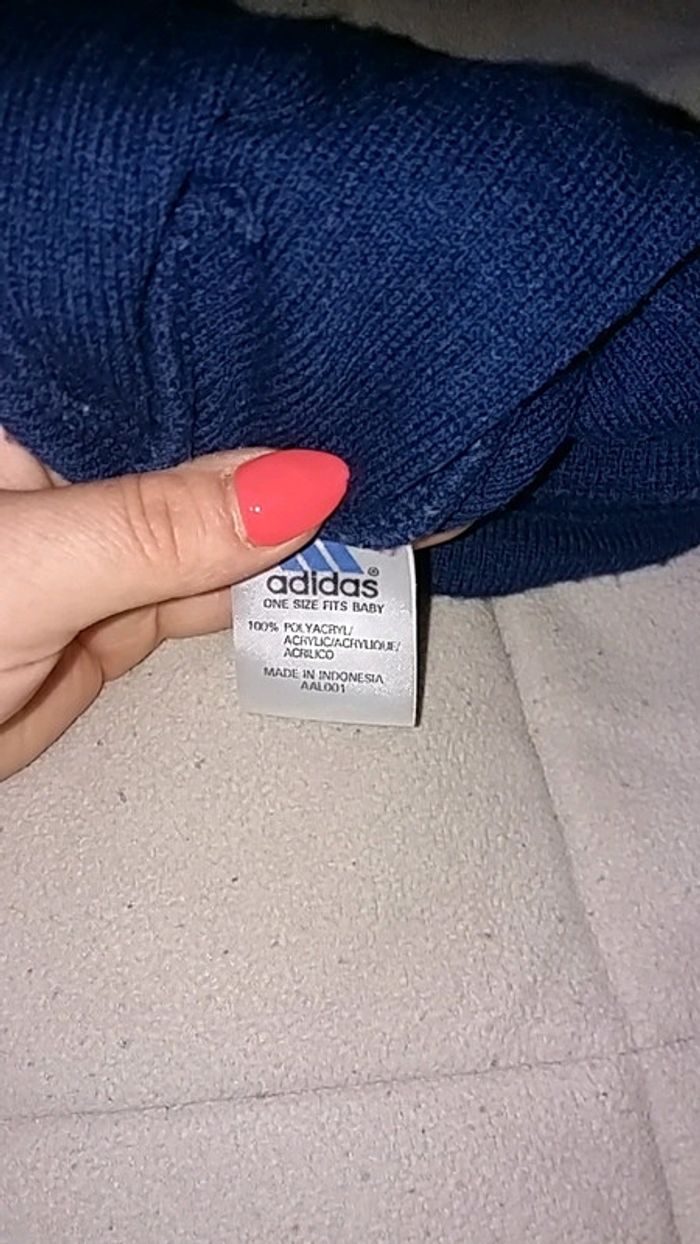 adidas®
ONE SIZE FITS BABY
100% POLYACRYL/
ACRYLIC/ACRYLIQUE/
ACRILICO
MADE IN INDONESIA
AAL001